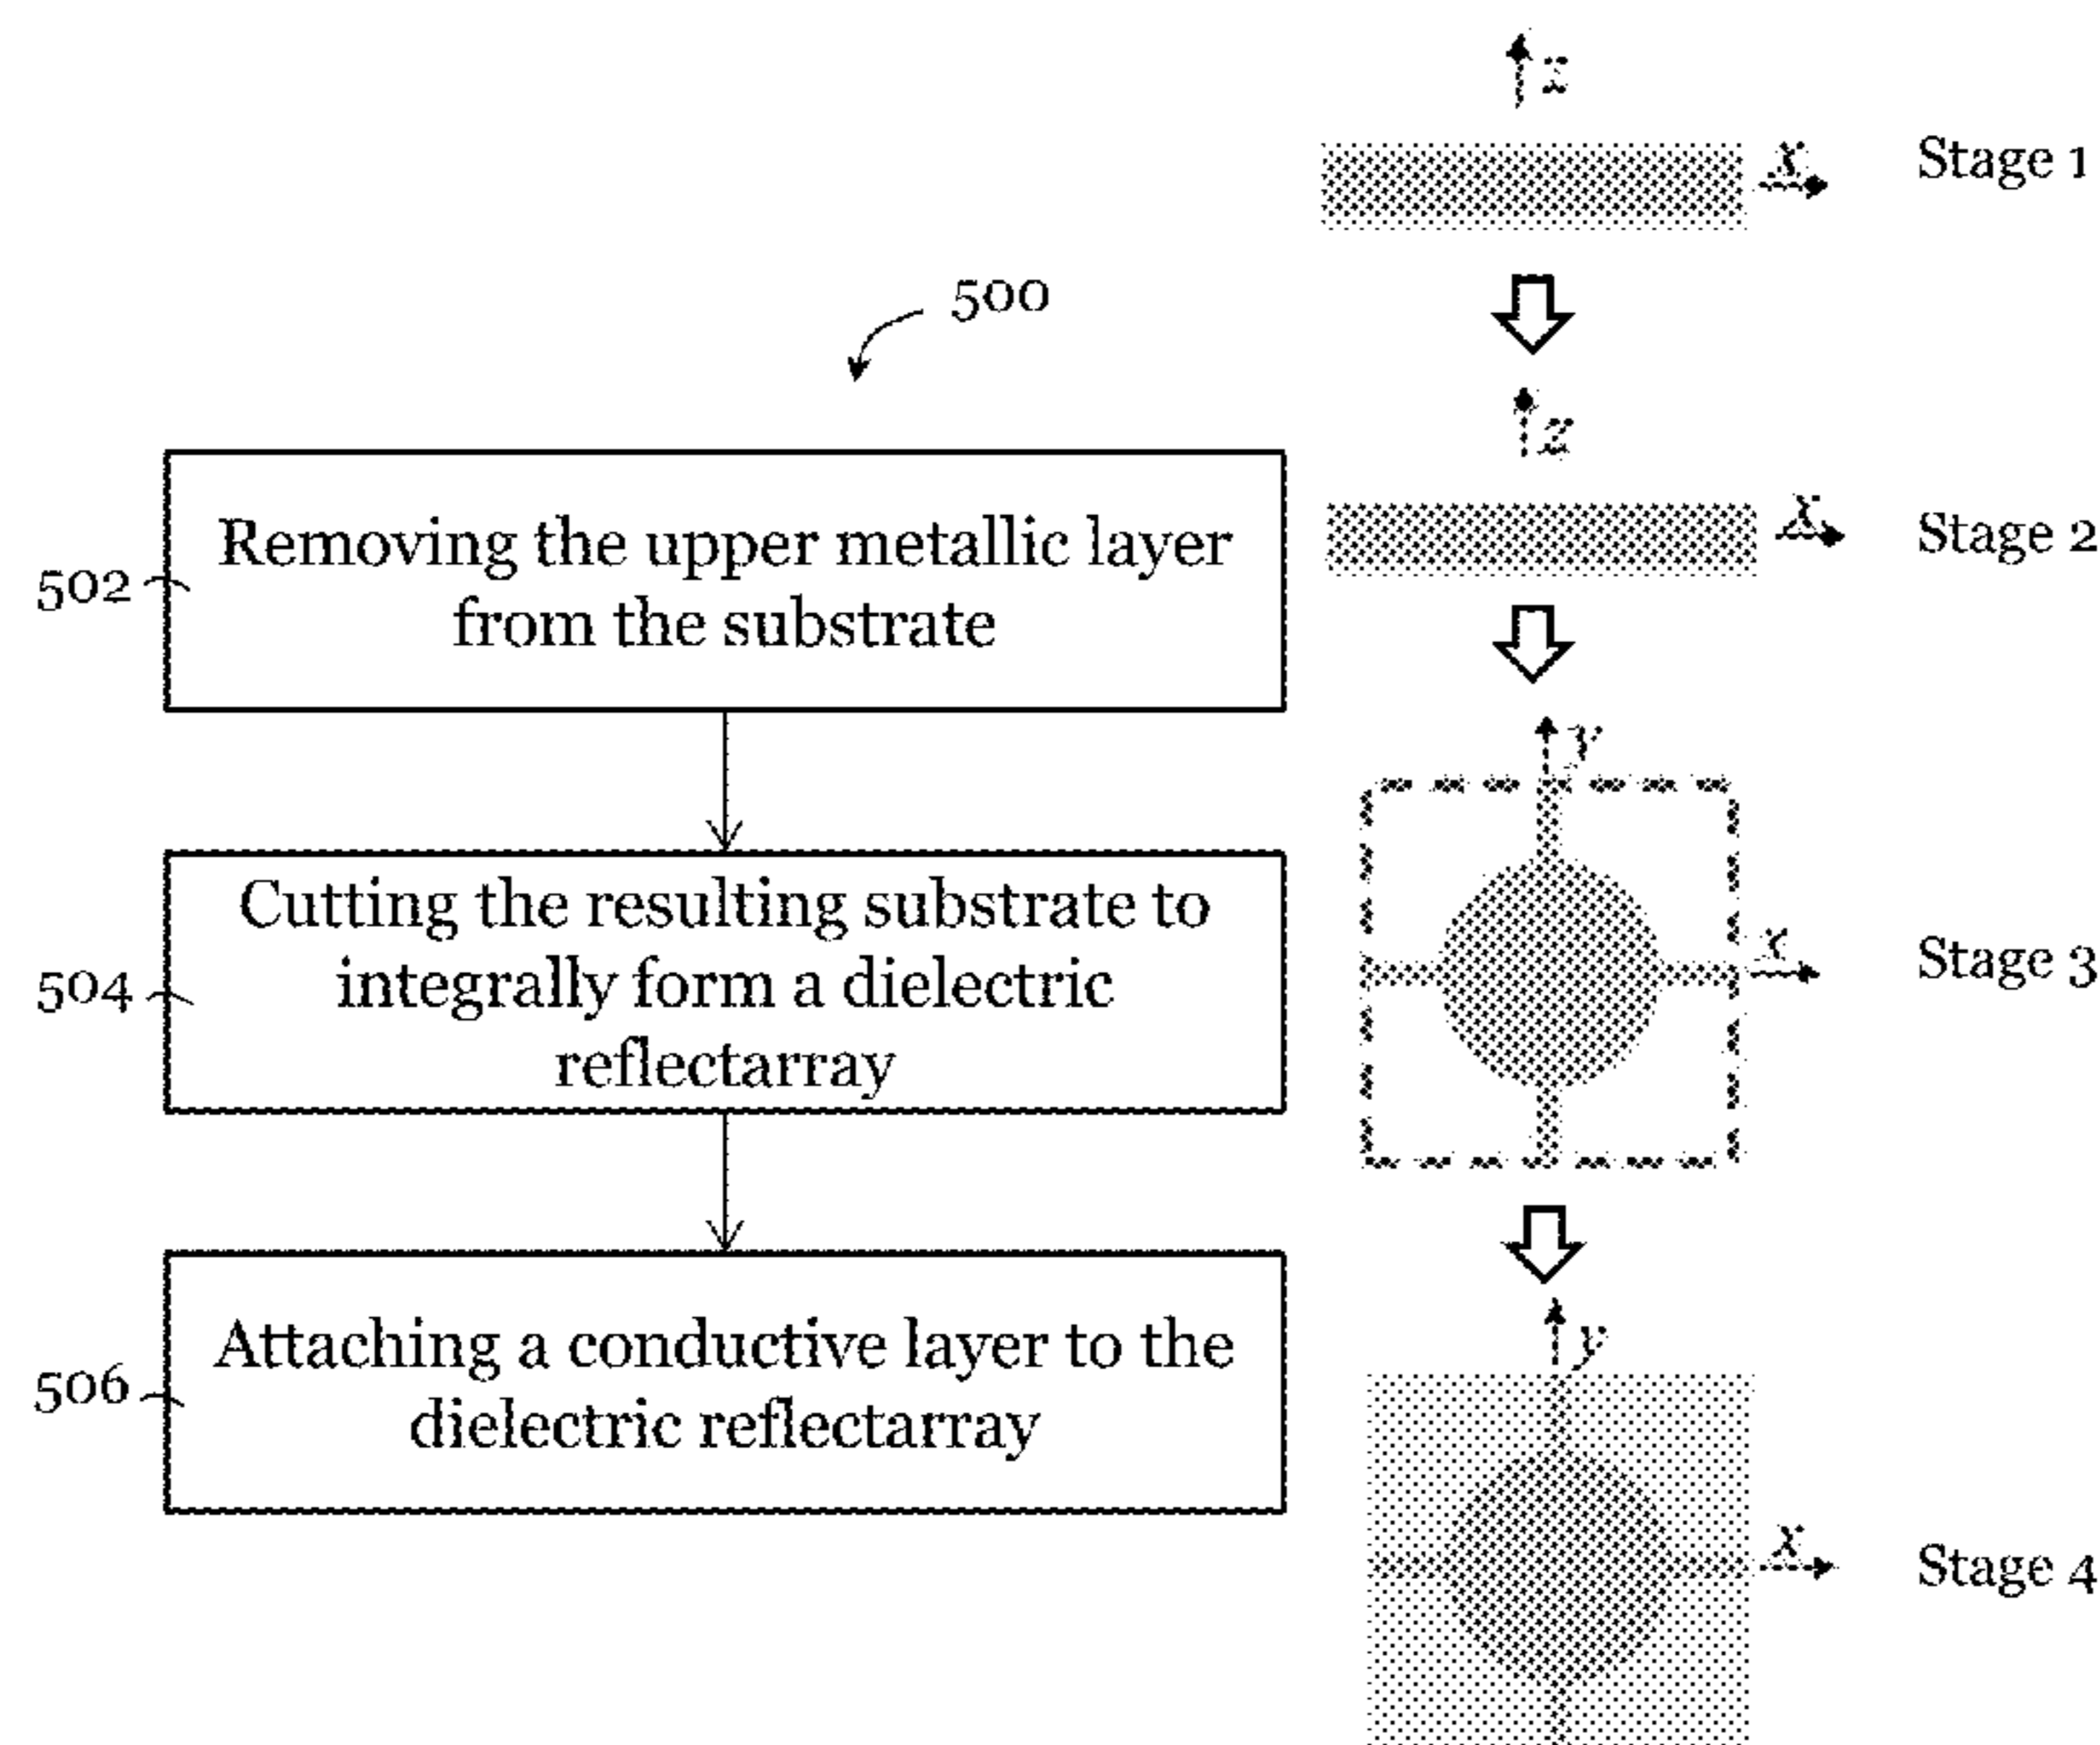 z
x
Stage 1
500
z
x
Stage 2
502
Removing the upper metallic layer
from the substrate
y
x
Stage 3
504
Cutting the resulting substrate to
integrally form a dielectric
reflectarray
y
x
Stage 4
506
Attaching a conductive layer to the
dielectric reflectarray